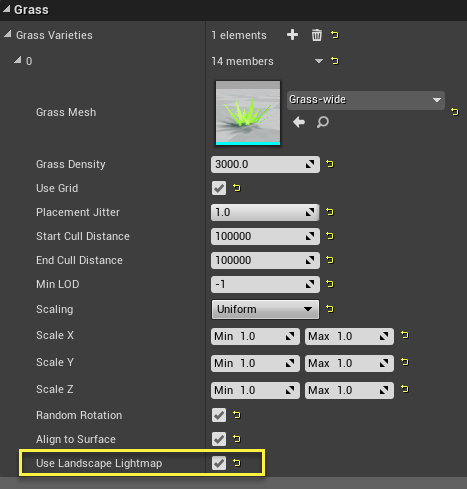 Grass
Grass Varieties 1 elements
0 14 members
Grass Mesh Grass-wide
Grass Density 3000.0
Use Grid
Placement Jitter 1.0
Start Cull Distance 100000
End Cull Distance 100000
Min LOD -1
Scaling Uniform
Scale X Min 1.0 Max 1.0
Scale Y Min 1.0 Max 1.0
Scale Z Min 1.0 Max 1.0
Random Rotation
Align to Surface
Use Landscape Lightmap